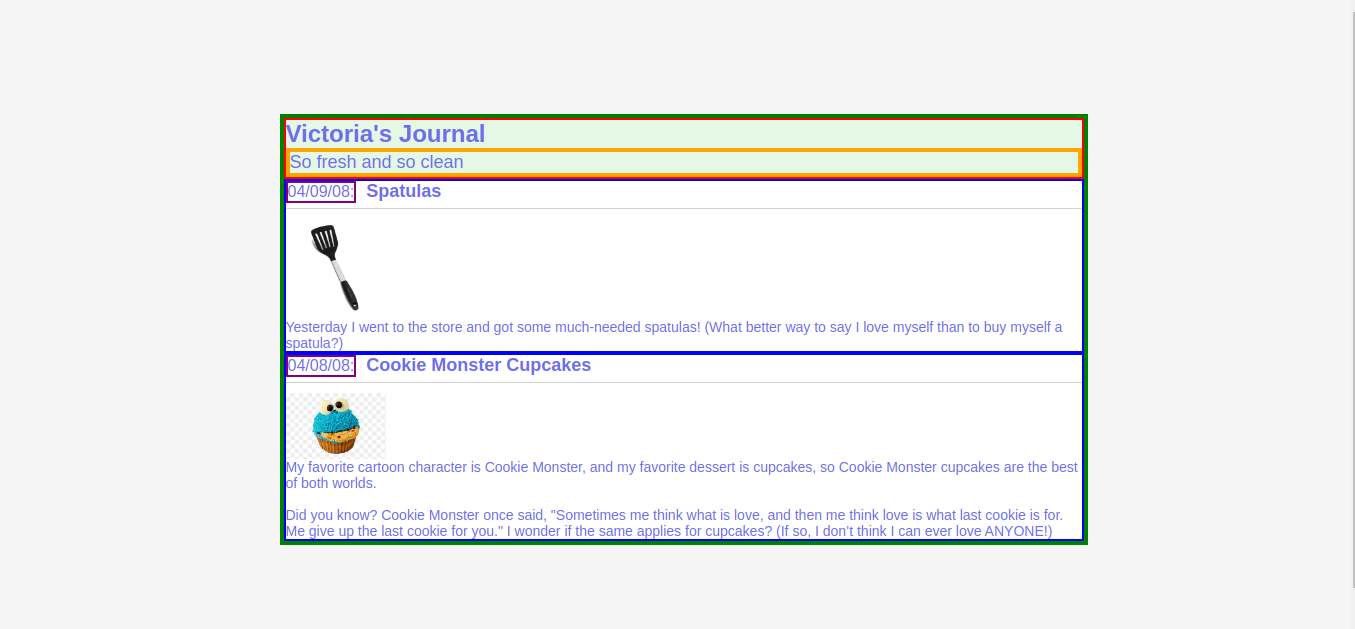 Victoria's Journal
So fresh and so clean
04/09/08: Spatulas
Yesterday I went to the store and got some much-needed spatulas! (What better way to say I love myself than to buy myself a
spatula?)
04/08/08: Cookie Monster Cupcakes
My favorite cartoon character is Cookie Monster, and my favorite dessert is cupcakes, so Cookie Monster cupcakes are the best
of both worlds.
Did you know? Cookie Monster once said, "Sometimes me think what is love, and then me think love is what last cookie is for.
Me give up the last cookie for you." I wonder if the same applies for cupcakes? (If so, I don’t think I can ever love ANYONE!)